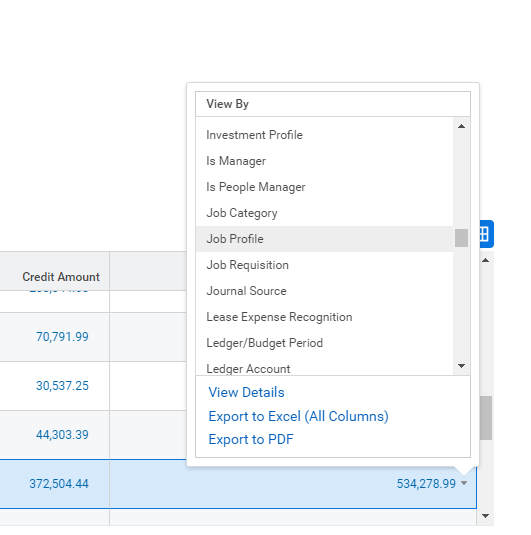 View By
Investment Profile
Is Manager
Is People Manager
Job Category
Job Profile
Job Requisition
Journal Source
Lease Expense Recognition
Ledger/Budget Period
Ledger Account
View Details
Export to Excel (All Columns)
Export to PDF
Credit Amount
70,791.99
30,537.25
44,303.39
372,504.44
534,278.99